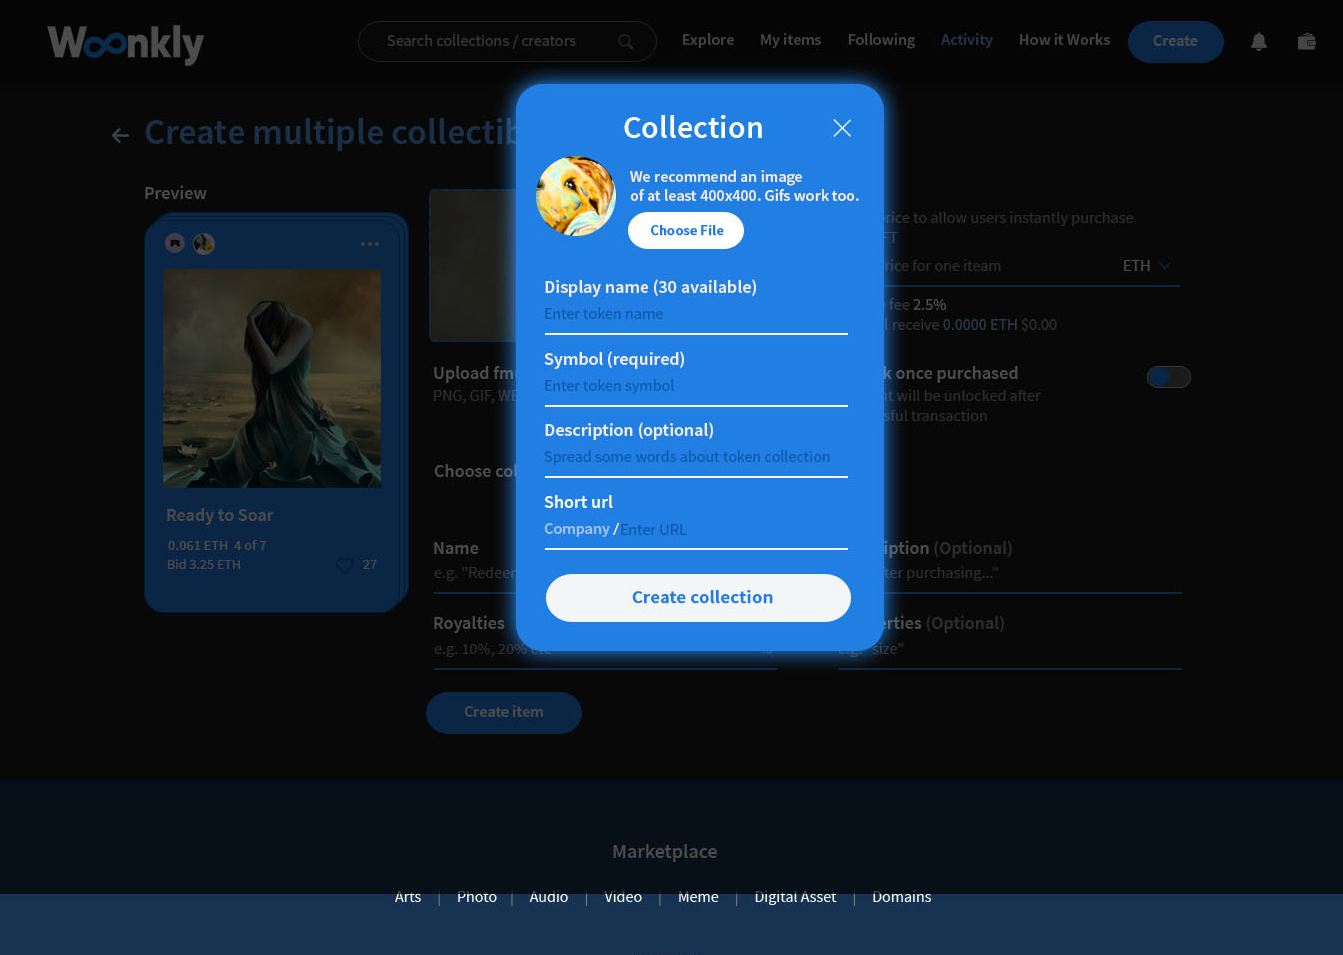 Woonkly
Search collections / creators
Explore
My items
Following
Activity
How it Works
Create
Create multiple collectib
Preview
Ready to Soar
0.061 ETH 4 of 7
Bid 3.25 ETH
27
Upload
PNG, GIF,
Choose
Name
e.g. "Redeem
Royalties
e.g. 10%, 20% etc
%
Create item
Collection
We recommend an image
of at least 400x400. Gifs work too.
Choose File
Display name (30 available)
Enter token name
Symbol (required)
Enter token symbol
Description (optional)
Spread some words about token collection
Short url
Company / Enter URL
Create collection
rice to allow users instantly purchase
FT
rice for one iteam
ETH
fee 2.5%
receive 0.0000 ETH $0.00
k once purchased
nt will be unlocked after
sful transaction
iption (Optional)
ter purchasing..."
erties (Optional)
e.g. "size"
Marketplace
Arts | Photo | Audio | Video | Meme | Digital Asset | Domains